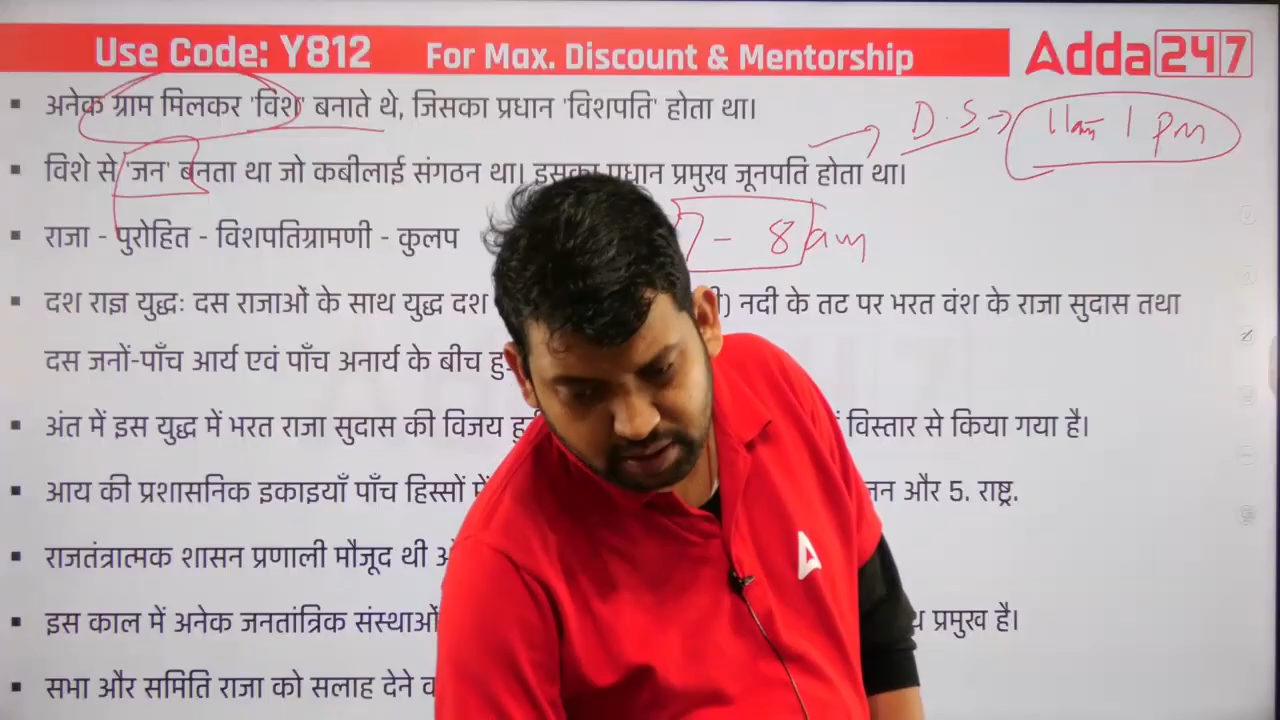 Use Code: Y812 For Max. Discount & Mentorship Adda247
▪ अनेक ग्राम मिलकर 'विश' बनाते थे, जिसका प्रधान 'विशपति' होता था।
D.S → 11am 1 pm
▪ विशे से 'जन' बनता था जो कबीलाई संगठन था। इसका प्रधान प्रमुख जूनपति होता था।
▪ राजा - पुरोहित - विशपतिग्रामणी - कुलप
7 - 8 am
▪ दश राज्ञ युद्धः दस राजाओं के साथ युद्ध दश नदी के तट पर भरत वंश के राजा सुदास तथा
दस जनों-पाँच आर्य एवं पाँच अनार्य के बीच
▪ अंत में इस युद्ध में भरत राजा सुदास की विजय विस्तार से किया गया है।
▪ आय की प्रशासनिक इकाइयाँ पाँच हिस्सों में और 5. राष्ट्र.
▪ राजतंत्रात्मक शासन प्रणाली मौजूद थी
▪ इस काल में अनेक जनतांत्रिक संस्थाओं प्रमुख है।
▪ सभा और समिति राजा को सलाह देने